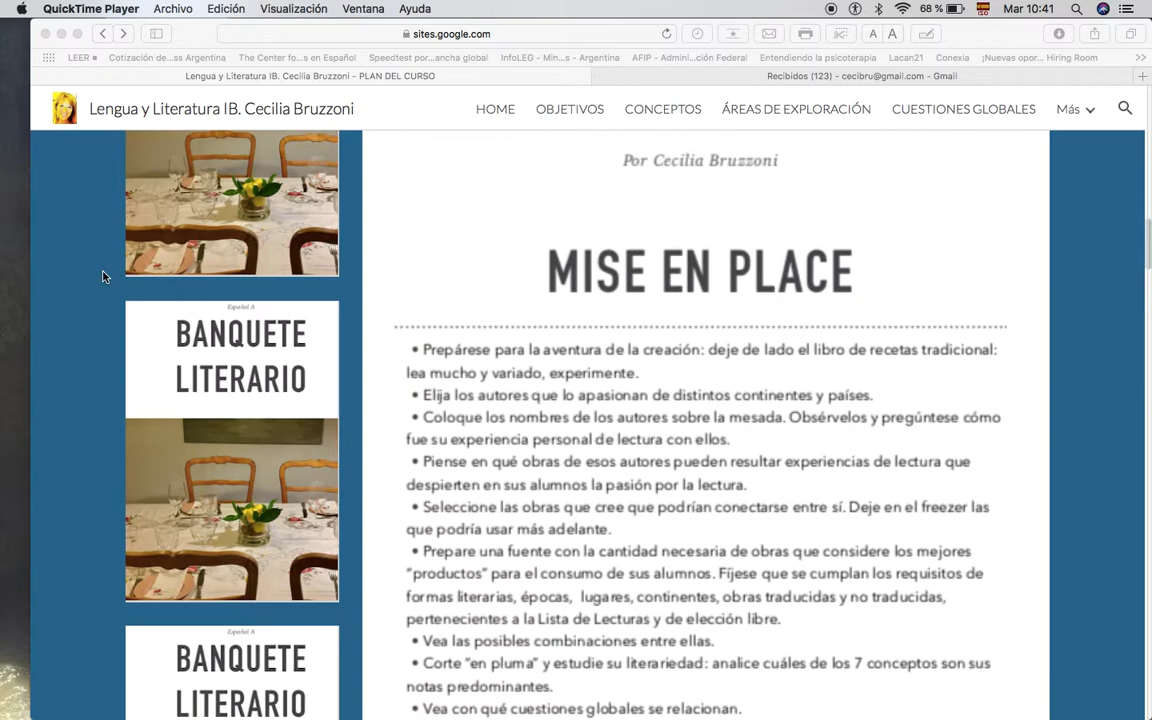 QuickTime Player Archivo Edición Visualización Ventana Ayuda 68 % ISO Mar 10:41
sites.google.com
LEER Cotización de...ss Argentina The Center fo...s en Español Speedtest por...ancha global InfoLEG - Min...s - Argentina AFIP - Admini...ción Federal Entendiendo la psicoterapia Lacan21 Conexia ¡Nuevas opor... Hiring Room >>
Lengua y Literatura IB. Cecilia Bruzzoni - PLAN DEL CURSO Recibidos (123) - cecibru@gmail.com - Gmail
Lengua y Literatura IB. Cecilia Bruzzoni HOME OBJETIVOS CONCEPTOS ÁREAS DE EXPLORACIÓN CUESTIONES GLOBALES Más
Español A
BANQUETE
LITERARIO
Español A
BANQUETE
LITERARIO
Por Cecilia Bruzzoni
MISE EN PLACE
• Prepárese para la aventura de la creación: deje de lado el libro de recetas tradicional:
lea mucho y variado, experimente.
• Elija los autores que lo apasionan de distintos continentes y países.
• Coloque los nombres de los autores sobre la mesada. Obsérvelos y pregúntese cómo
fue su experiencia personal de lectura con ellos.
• Piense en qué obras de esos autores pueden resultar experiencias de lectura que
despierten en sus alumnos la pasión por la lectura.
• Seleccione las obras que cree que podrían conectarse entre sí. Deje en el freezer las
que podría usar más adelante.
• Prepare una fuente con la cantidad necesaria de obras que considere los mejores
“productos” para el consumo de sus alumnos. Fíjese que se cumplan los requisitos de
formas literarias, épocas, lugares, continentes, obras traducidas y no traducidas,
pertenecientes a la Lista de Lecturas y de elección libre.
• Vea las posibles combinaciones entre ellas.
• Corte “en pluma” y estudie su literariedad: analice cuáles de los 7 conceptos son sus
notas predominantes.
• Vea con qué cuestiones globales se relacionan.